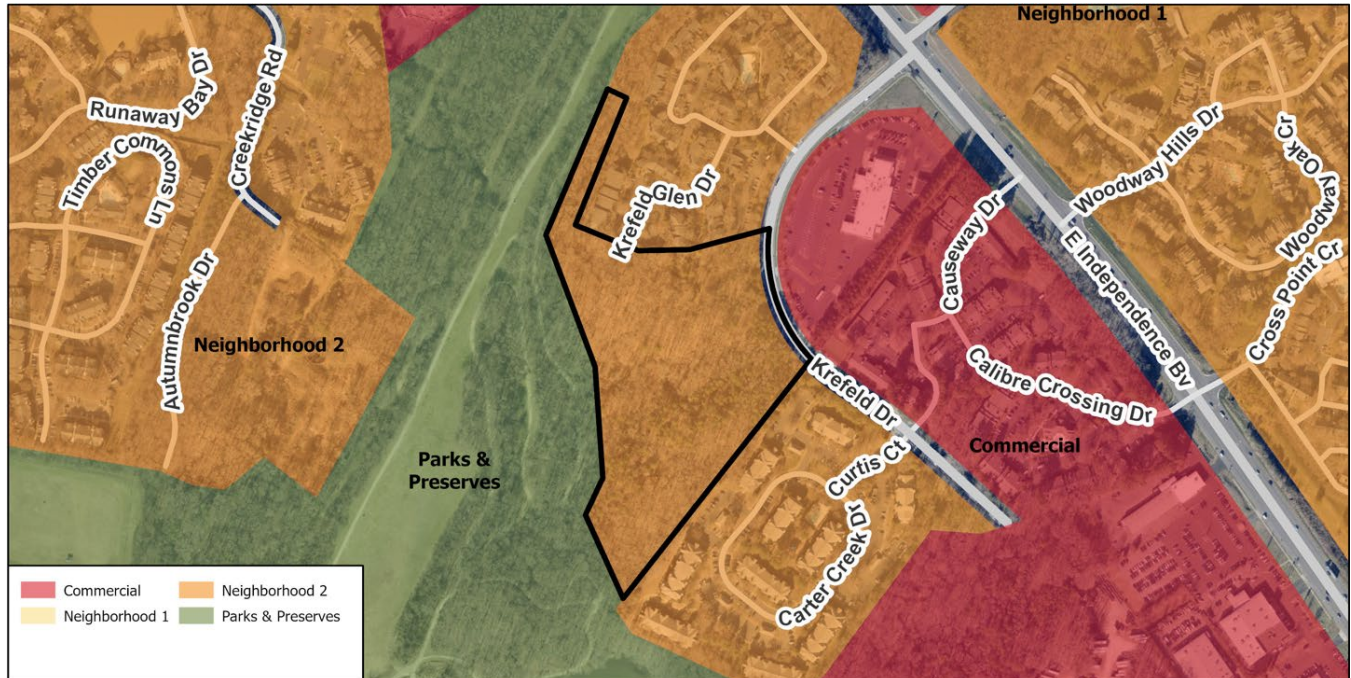 Neighborhood 1
Runaway Bay Dr
Creekridge Rd
Timber Commons Ln
Autumnbrook Dr
Neighborhood 2
Krefeld Glen Dr
Woodway Hills Dr
Woodway Oak Cr
Causeway Dr
E Independence Bv
Cross Point Cr
Calibre Crossing Dr
Krefeld Dr
Commercial
Curtis Ct
Carter Creek Dr
Parks &
Preserves
Commercial
Neighborhood 2
Neighborhood 1
Parks & Preserves